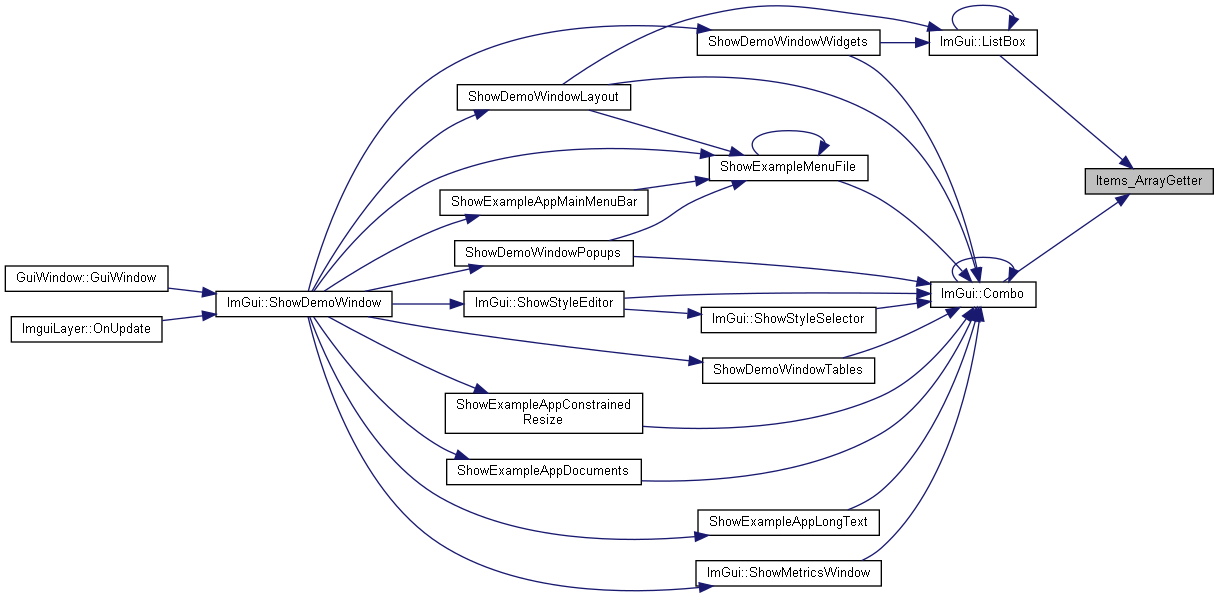 ShowDemoWindowWidgets
ImGui::ListBox
ShowDemoWindowLayout
ShowExampleMenuFile
Items_ArrayGetter
ShowExampleAppMainMenuBar
ShowDemoWindowPopups
GuiWindow::GuiWindow
ImGui::ShowDemoWindow
ImGui::ShowStyleEditor
ImGui::Combo
ImguiLayer::OnUpdate
ImGui::ShowStyleSelector
ShowDemoWindowTables
ShowExampleAppConstrained
Resize
ShowExampleAppDocuments
ShowExampleAppLongText
ImGui::ShowMetricsWindow